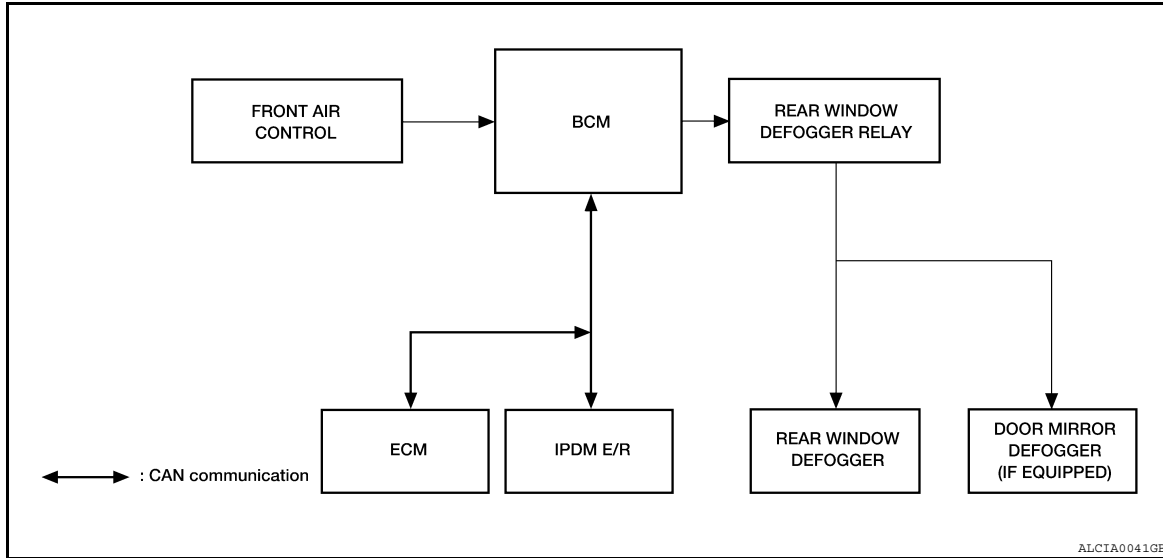 FRONT AIR
CONTROL
BCM
REAR WINDOW
DEFOGGER RELAY
ECM
IPDM E/R
REAR WINDOW
DEFOGGER
DOOR MIRROR
DEFOGGER
(IF EQUIPPED)
: CAN communication